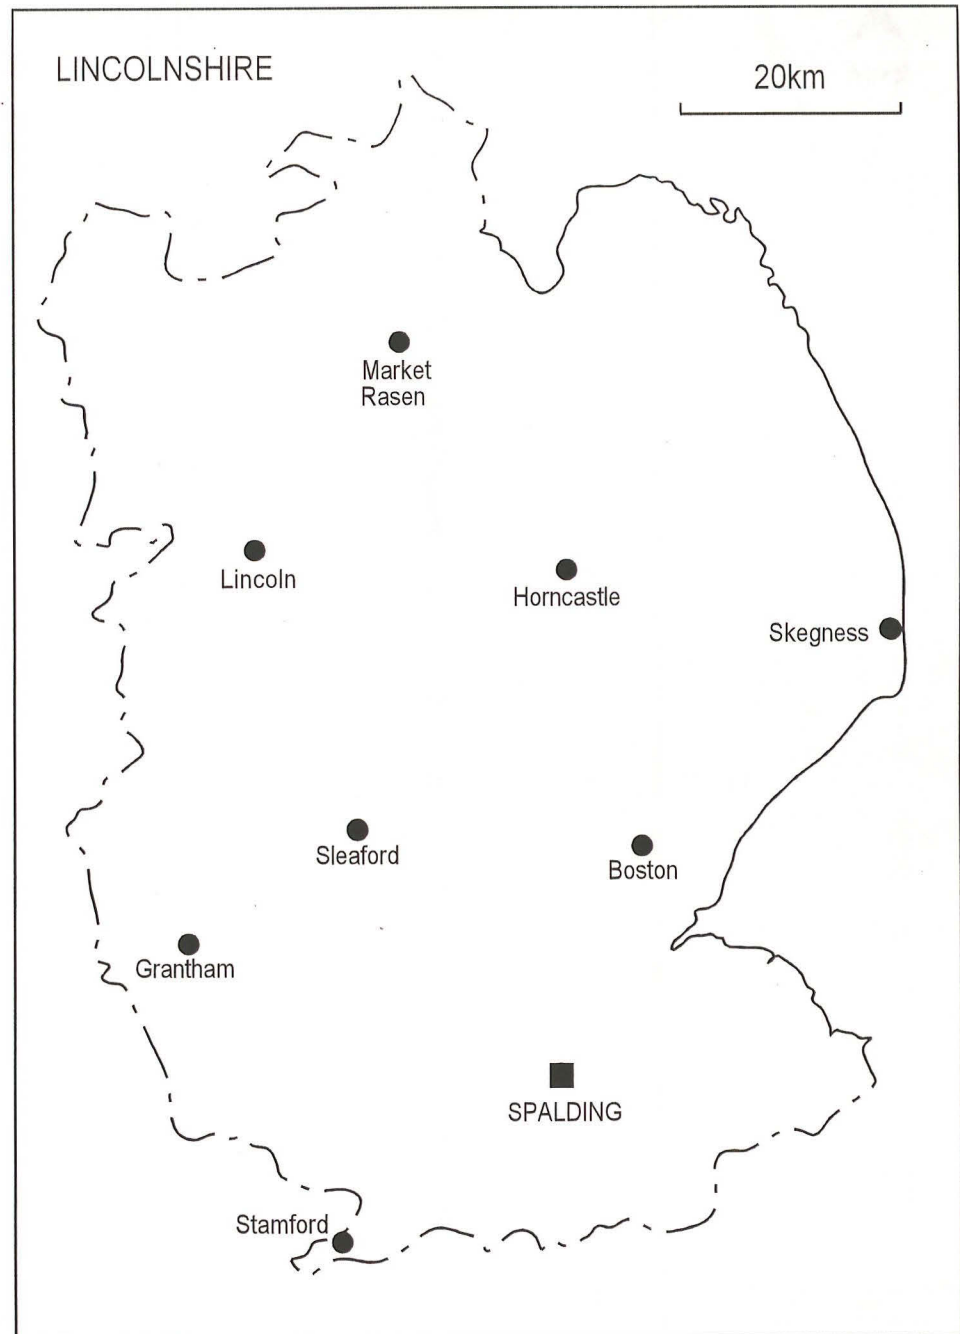 LINCOLNSHIRE
20km
Market
Rasen
Lincoln
Horncastle
Skegness
Sleaford
Boston
Grantham
SPALDING
Stamford